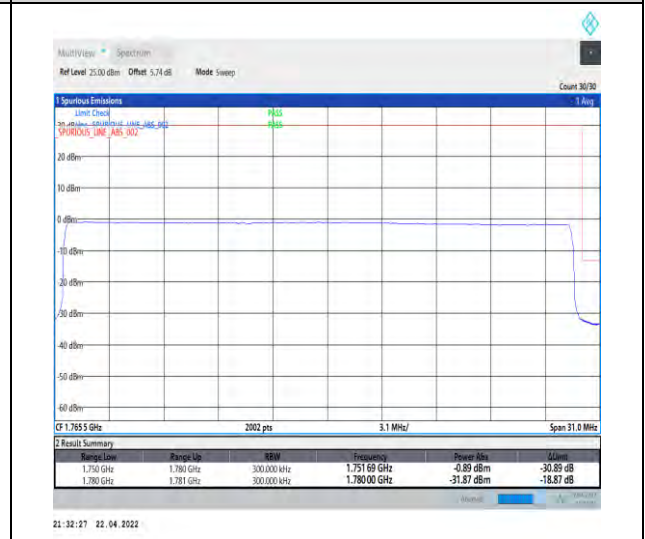 MultiView Spectrum
Ref Level 25.00 dBm Offset 5.74 dB Mode Sweep
Count 30/30
1 Spurious Emissions 1 Avg
Limit Check PASS
SPURIOUS_LINE_ABS_002 PASS
SPURIOUS_LINE_ABS_002
20 dBm
10 dBm
0 dBm
-10 dBm
-20 dBm
-30 dBm
-40 dBm
-50 dBm
-60 dBm
CF 1.765 5 GHz 2002 pts 3.1 MHz/ Span 31.0 MHz
2 Result Summary
Range Low Range Up RBW Frequency Power Abs ΔLimit
1.750 GHz 1.780 GHz 300.000 kHz 1.751 69 GHz -0.89 dBm -30.89 dB
1.780 GHz 1.781 GHz 300.000 kHz 1.780 00 GHz -31.87 dBm -18.87 dB
21:32:27 22.04.2022